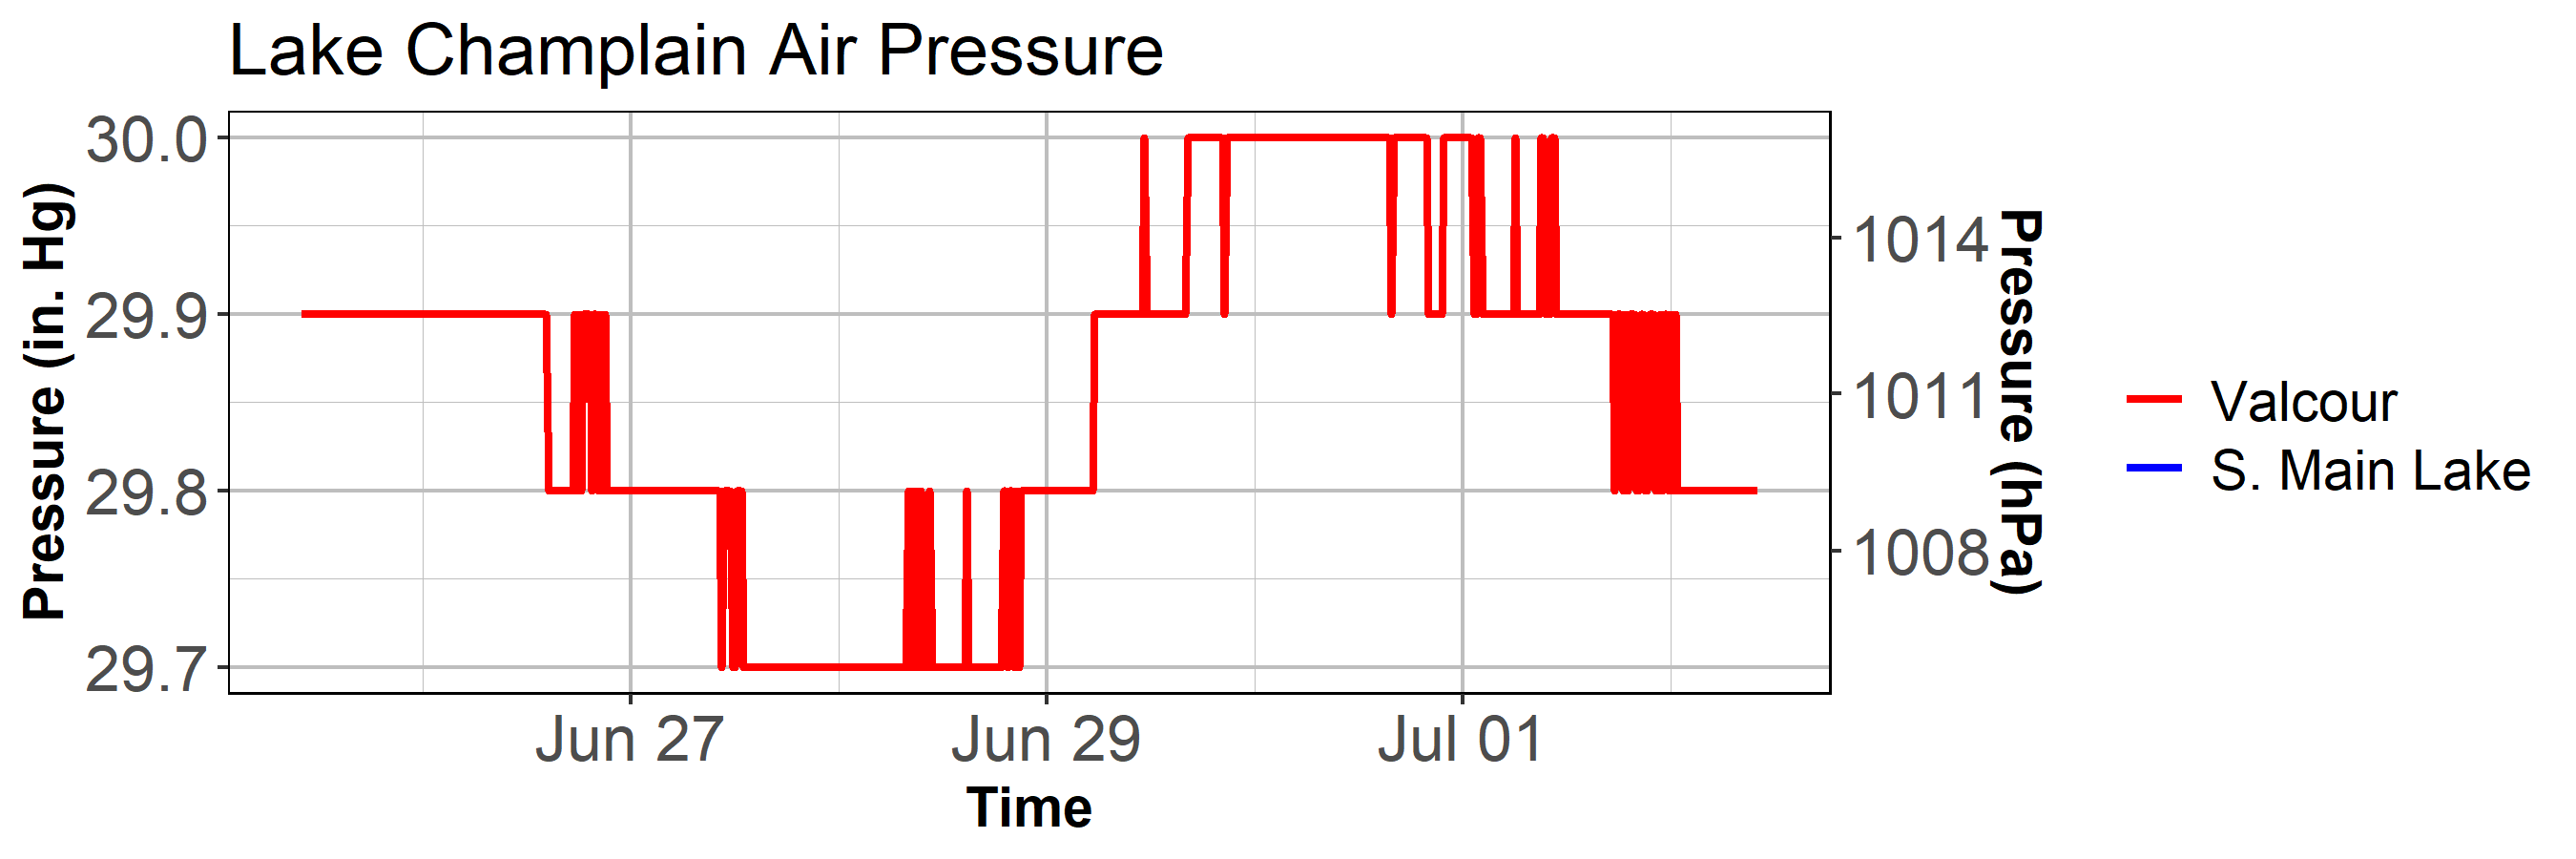 Lake Champlain Air Pressure
Pressure (in. Hg)
30.0
29.9
29.8
29.7
Jun 27
Jun 29
Jul 01
Time
1014
1011
1008
Pressure (hPa)
Valcour
S. Main Lake